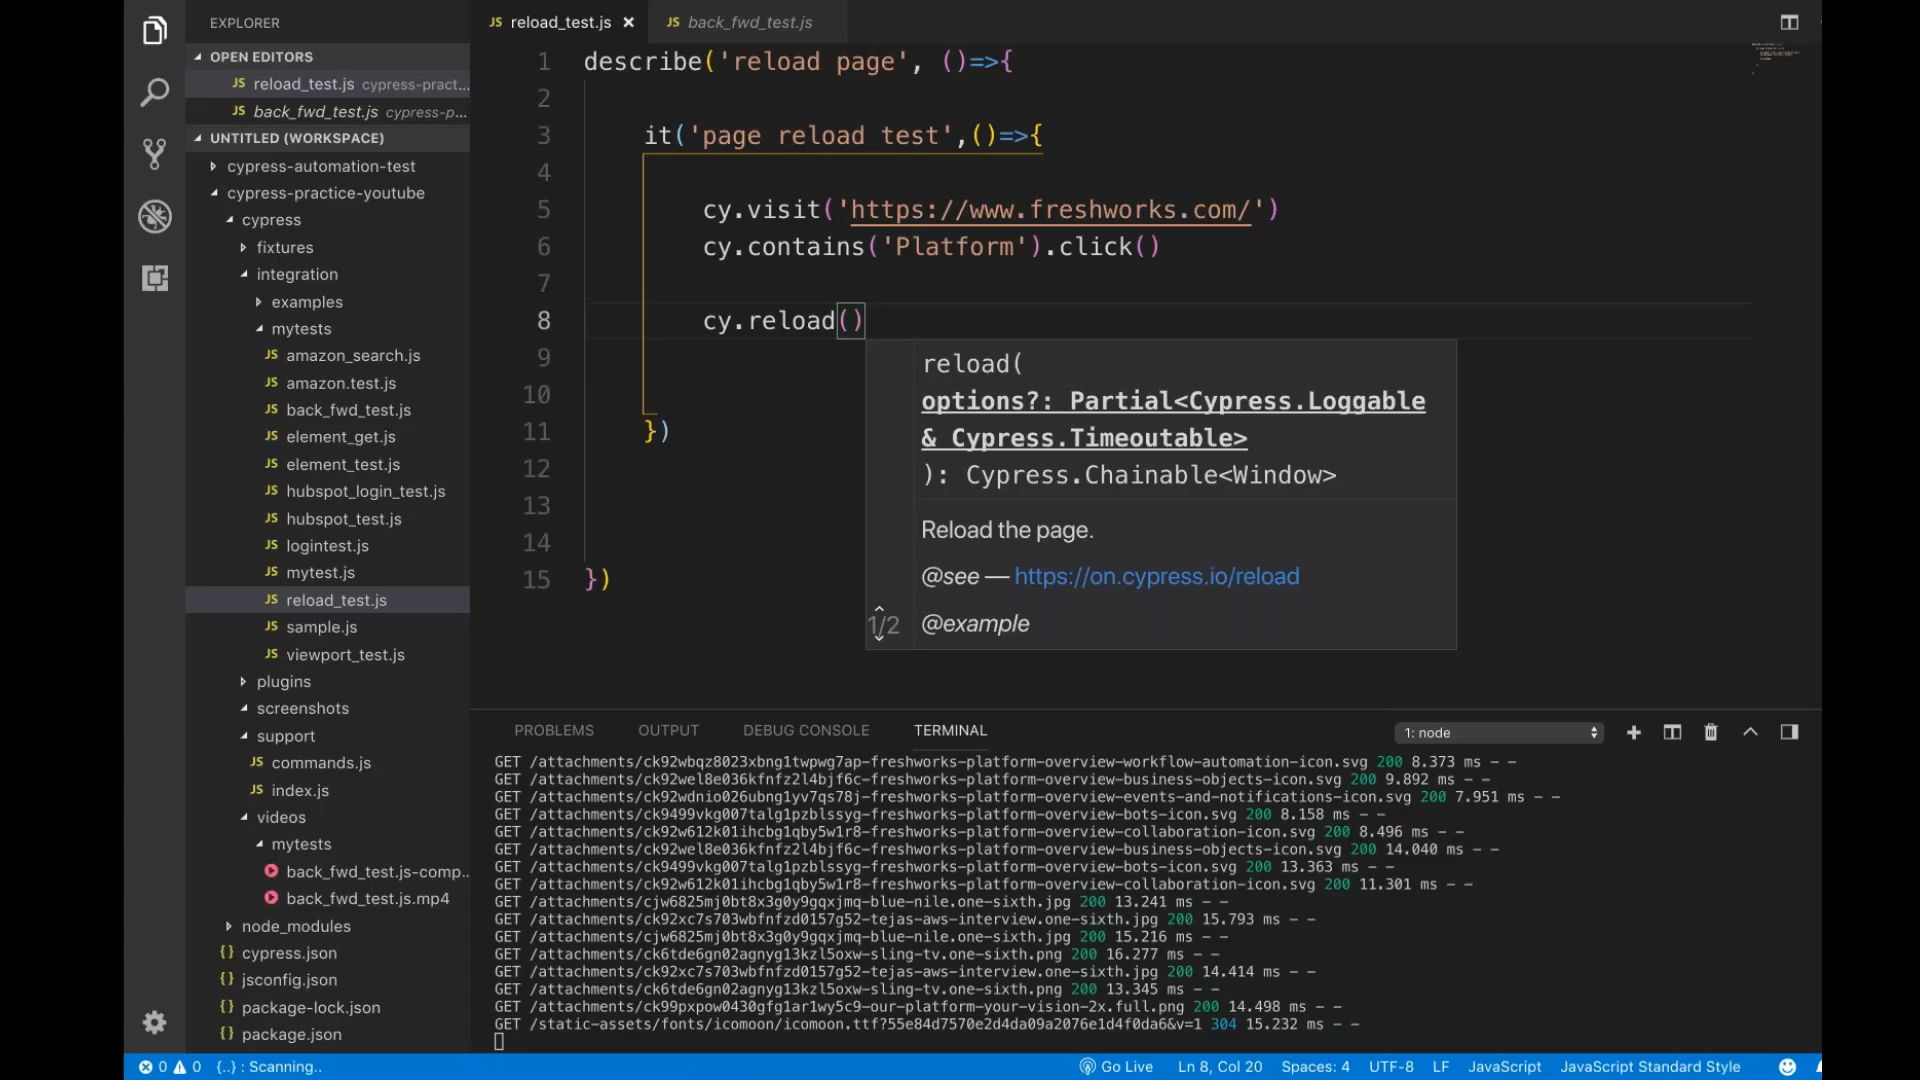 EXPLORER
OPEN EDITORS
JS reload_test.js cypress-pract...
JS back_fwd_test.js cypress-p...
UNTITLED (WORKSPACE)
cypress-automation-test
cypress-practice-youtube
cypress
fixtures
integration
examples
mytests
JS amazon_search.js
JS amazon.test.js
JS back_fwd_test.js
JS element_get.js
JS element_test.js
JS hubspot_login_test.js
JS hubspot_test.js
JS logintest.js
JS mytest.js
JS reload_test.js
JS sample.js
JS viewport_test.js
plugins
screenshots
support
JS commands.js
JS index.js
videos
mytests
back_fwd_test.js-comp...
back_fwd_test.js.mp4
node_modules
{} cypress.json
{} jsconfig.json
{} package-lock.json
{} package.json
JS reload_test.js × JS back_fwd_test.js
1 describe('reload page', ()=>{
2
3 it('page reload test',()=>{
4
5 cy.visit('https://www.freshworks.com/')
6 cy.contains('Platform').click()
7
8 cy.reload()
9
10
11 })
12
13
14
15 })
reload(
options?: Partial<Cypress.Loggable
& Cypress.Timeoutable>
): Cypress.Chainable<Window>
Reload the page.
@see — https://on.cypress.io/reload
1/2 @example
PROBLEMS OUTPUT DEBUG CONSOLE TERMINAL 1: node
GET /attachments/ck92wbqz8023xbng1twpwg7ap-freshworks-platform-overview-workflow-automation-icon.svg 200 8.373 ms - -
GET /attachments/ck92wel8e036kfnfz2l4bjf6c-freshworks-platform-overview-business-objects-icon.svg 200 9.892 ms - -
GET /attachments/ck92wdnio026ubng1yv7qs78j-freshworks-platform-overview-events-and-notifications-icon.svg 200 7.951 ms - -
GET /attachments/ck9499vkg007talg1pzblssyg-freshworks-platform-overview-bots-icon.svg 200 8.158 ms - -
GET /attachments/ck92w612k01ihcbg1qby5w1r8-freshworks-platform-overview-collaboration-icon.svg 200 8.496 ms - -
GET /attachments/ck92wel8e036kfnfz2l4bjf6c-freshworks-platform-overview-business-objects-icon.svg 200 14.040 ms - -
GET /attachments/ck9499vkg007talg1pzblssyg-freshworks-platform-overview-bots-icon.svg 200 13.363 ms - -
GET /attachments/ck92w612k01ihcbg1qby5w1r8-freshworks-platform-overview-collaboration-icon.svg 200 11.301 ms - -
GET /attachments/cjw6825mj0bt8x3g0y9gqxjmq-blue-nile.one-sixth.jpg 200 13.241 ms - -
GET /attachments/ck92xc7s703wbfnfzd0157g52-tejas-aws-interview.one-sixth.jpg 200 15.793 ms - -
GET /attachments/cjw6825mj0bt8x3g0y9gqxjmq-blue-nile.one-sixth.jpg 200 15.216 ms - -
GET /attachments/ck6tde6gn02agnyg13kzl5oxw-sling-tv.one-sixth.png 200 16.277 ms - -
GET /attachments/ck92xc7s703wbfnfzd0157g52-tejas-aws-interview.one-sixth.jpg 200 14.414 ms - -
GET /attachments/ck6tde6gn02agnyg13kzl5oxw-sling-tv.one-sixth.png 200 13.345 ms - -
GET /attachments/ck99pxpow0430gfg1ar1wy5c9-our-platform-your-vision-2x.full.png 200 14.498 ms - -
GET /static-assets/fonts/icomoon/icomoon.ttf?55e84d7570e2d4da09a2076e1d4f0da6&v=1 304 15.232 ms - -
0 0 {..} : Scanning.. Go Live Ln 8, Col 20 Spaces: 4 UTF-8 LF JavaScript JavaScript Standard Style